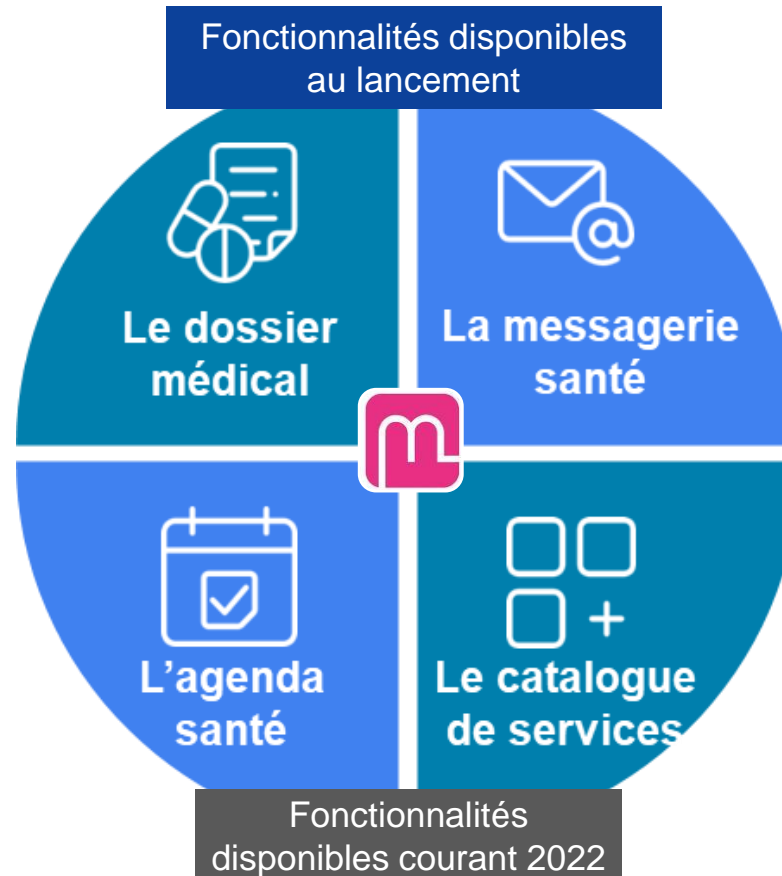 Fonctionnalités disponibles
au lancement
Le dossier
médical
La messagerie
santé
L'agenda
santé
Le catalogue
de services
Fonctionnalités
disponibles courant 2022